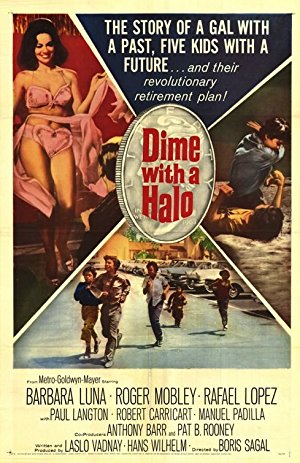 THE STORY OF A GAL WITH
A PAST, FIVE KIDS WITH A
FUTURE...and their
revolutionary
retirement plan!
Dime
with a
Halo
From Metro-Goldwyn-Mayer Starring
BARBARA LUNA · ROGER MOBLEY · RAFAEL LOPEZ
with PAUL LANGTON · ROBERT CARRICART · MANUEL PADILLA
Co-Producers ANTHONY BARR and PAT B. ROONEY
Written and Produced by LASLO VADNAY · HANS WILHELM · Directed by BORIS SAGAL